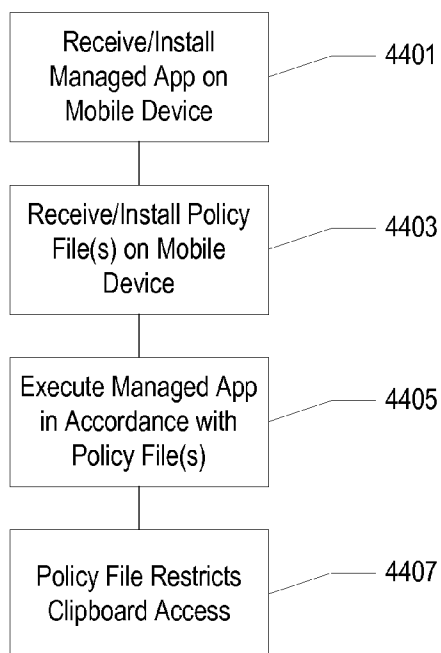 Receive/Install
Managed App on
Mobile Device
4401
Receive/Install Policy
File(s) on Mobile
Device
4403
Execute Managed App
in Accordance with
Policy File(s)
4405
Policy File Restricts
Clipboard Access
4407